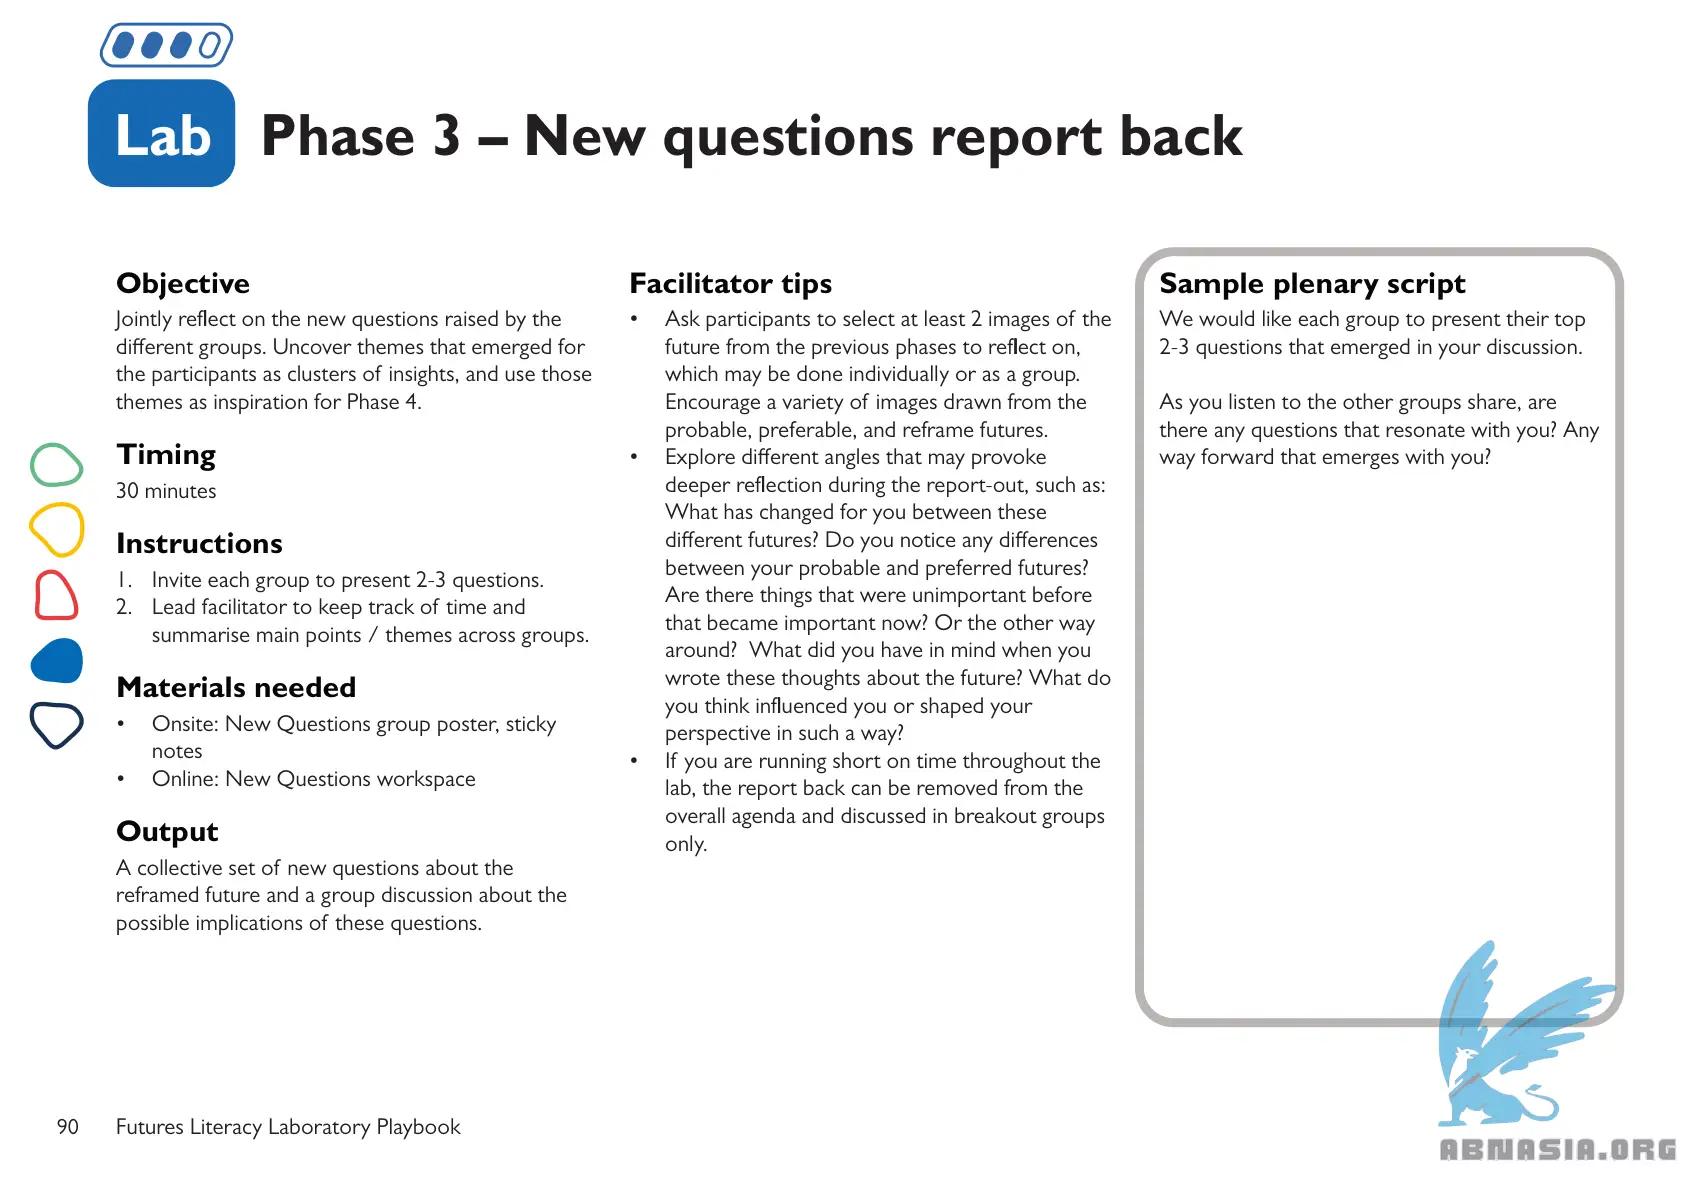 Lab
Phase 3 – New questions report back
Objective
Jointly reflect on the new questions raised by the
different groups. Uncover themes that emerged for
the participants as clusters of insights, and use those
themes as inspiration for Phase 4.
Timing
30 minutes
Instructions
1. Invite each group to present 2-3 questions.
2. Lead facilitator to keep track of time and
summarise main points / themes across groups.
Materials needed
• Onsite: New Questions group poster, sticky
notes
• Online: New Questions workspace
Output
A collective set of new questions about the
reframed future and a group discussion about the
possible implications of these questions.
Facilitator tips
• Ask participants to select at least 2 images of the
future from the previous phases to reflect on,
which may be done individually or as a group.
Encourage a variety of images drawn from the
probable, preferable, and reframe futures.
• Explore different angles that may provoke
deeper reflection during the report-out, such as:
What has changed for you between these
different futures? Do you notice any differences
between your probable and preferred futures?
Are there things that were unimportant before
that became important now? Or the other way
around?  What did you have in mind when you
wrote these thoughts about the future? What do
you think influenced you or shaped your
perspective in such a way?
• If you are running short on time throughout the
lab, the report back can be removed from the
overall agenda and discussed in breakout groups
only.
Sample plenary script
We would like each group to present their top
2-3 questions that emerged in your discussion.
As you listen to the other groups share, are
there any questions that resonate with you? Any
way forward that emerges with you?
90 Futures Literacy Laboratory Playbook
ABNASIA.ORG